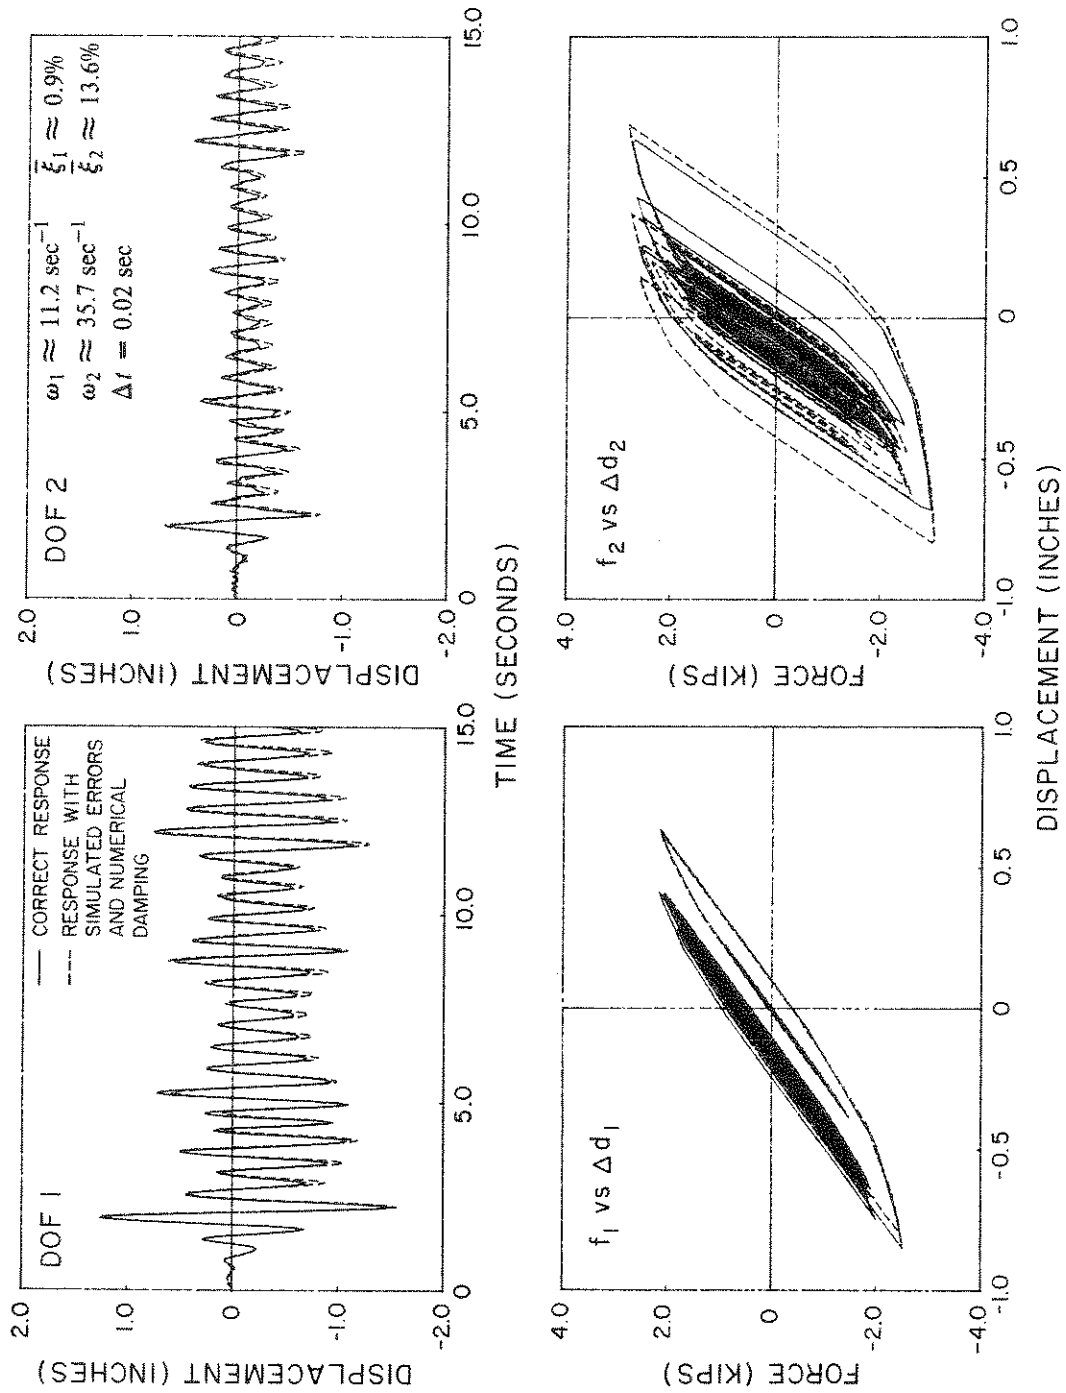 DOF 1
— CORRECT RESPONSE
--- RESPONSE WITH
SIMULATED ERRORS
AND NUMERICAL
DAMPING
DISPLACEMENT (INCHES)
2.0
1.0
0
-1.0
-2.0
0
5.0
10.0
15.0
DOF 2
ω₁ ≈ 11.2 sec⁻¹
ω₂ ≈ 35.7 sec⁻¹
Δt = 0.02 sec
ξ̄₁ ≈ 0.9%
ξ̄₂ ≈ 13.6%
DISPLACEMENT (INCHES)
2.0
1.0
0
-1.0
-2.0
0
5.0
10.0
15.0
TIME (SECONDS)
f₁ vs Δd₁
FORCE (KIPS)
4.0
2.0
0
-2.0
-4.0
-1.0
-0.5
0
0.5
1.0
f₂ vs Δd₂
FORCE (KIPS)
4.0
2.0
0
-2.0
-4.0
-1.0
-0.5
0
0.5
1.0
DISPLACEMENT (INCHES)